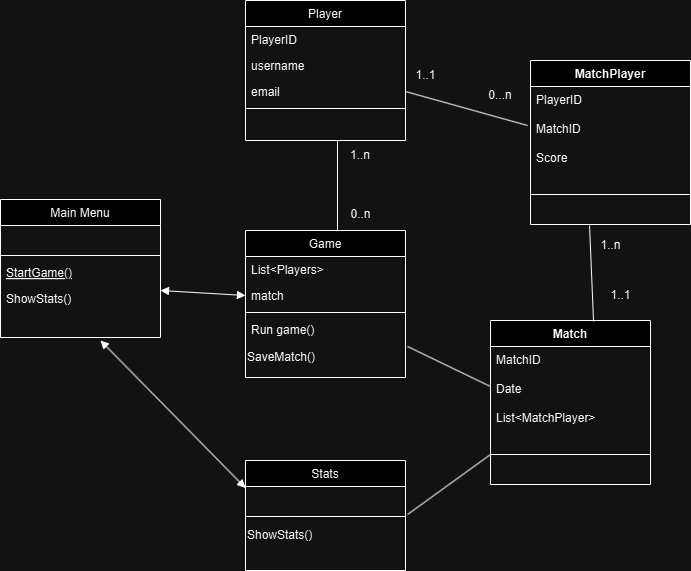 Player
PlayerID
username
email
1..1
0...n
MatchPlayer
PlayerID
MatchID
Score
1..n
0..n
Main Menu
StartGame()
ShowStats()
Game
List<Players>
match
Run game()
SaveMatch()
1..n
1..1
Match
MatchID
Date
List<MatchPlayer>
Stats
ShowStats()